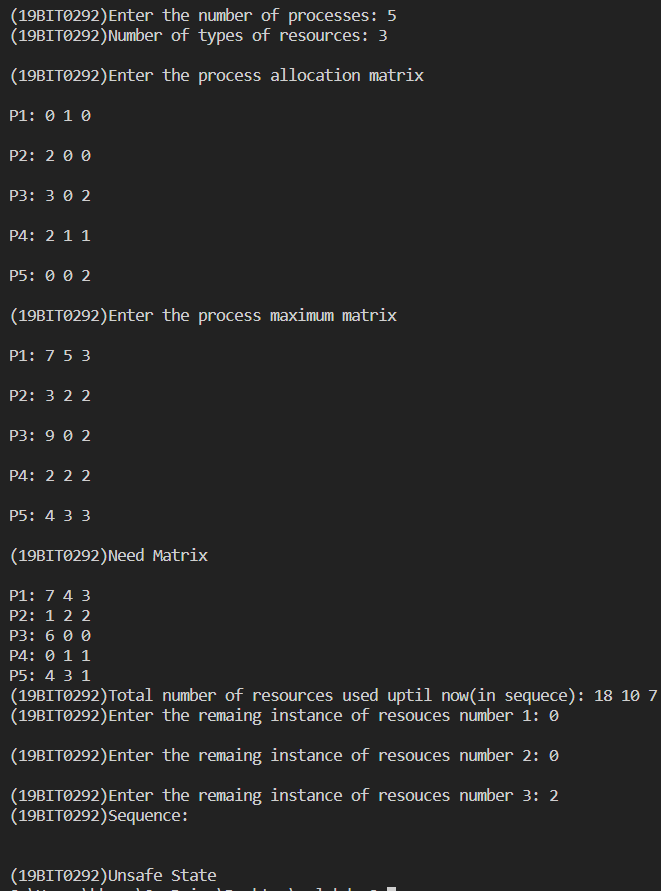 (19BIT0292)Enter the number of processes: 5
(19BIT0292)Number of types of resources: 3
(19BIT0292)Enter the process allocation matrix
P1: 0 1 0
P2: 2 0 0
P3: 3 0 2
P4: 2 1 1
P5: 0 0 2
(19BIT0292)Enter the process maximum matrix
P1: 7 5 3
P2: 3 2 2
P3: 9 0 2
P4: 2 2 2
P5: 4 3 3
(19BIT0292)Need Matrix
P1: 7 4 3
P2: 1 2 2
P3: 6 0 0
P4: 0 1 1
P5: 4 3 1
(19BIT0292)Total number of resources used uptil now(in sequece): 18 10 7
(19BIT0292)Enter the remaing instance of resouces number 1: 0
(19BIT0292)Enter the remaing instance of resouces number 2: 0
(19BIT0292)Enter the remaing instance of resouces number 3: 2
(19BIT0292)Sequence:
(19BIT0292)Unsafe State